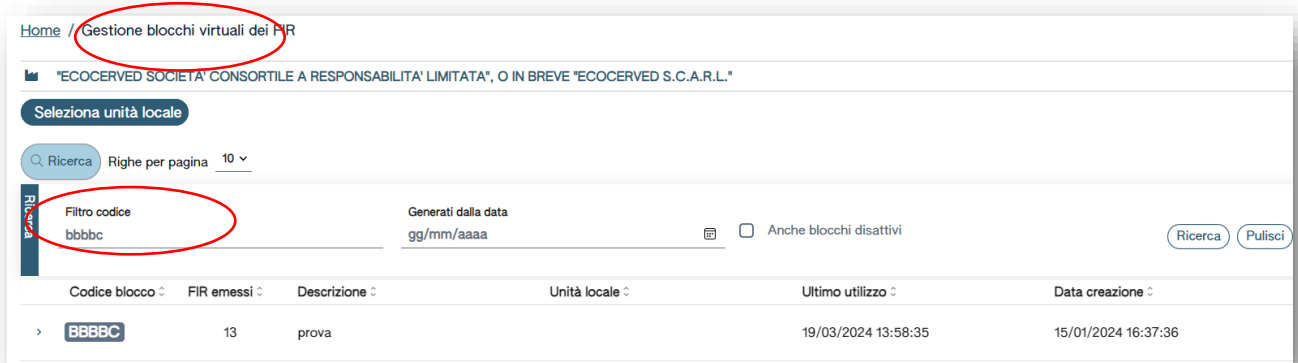 Home / Gestione blocchi virtuali dei FIR
"ECOCERVED SOCIETA' CONSORTILE A RESPONSABILITA' LIMITATA", O IN BREVE "ECOCERVED S.C.A.R.L."
Seleziona unità locale
Ricerca Righe per pagina 10
Ricerca
Filtro codice Generati dalla data
bbbbc gg/mm/aaaa Anche blocchi disattivi Ricerca Pulisci
Codice blocco FIR emessi Descrizione Unità locale Ultimo utilizzo Data creazione
BBBBC 13 prova 19/03/2024 13:58:35 15/01/2024 16:37:36